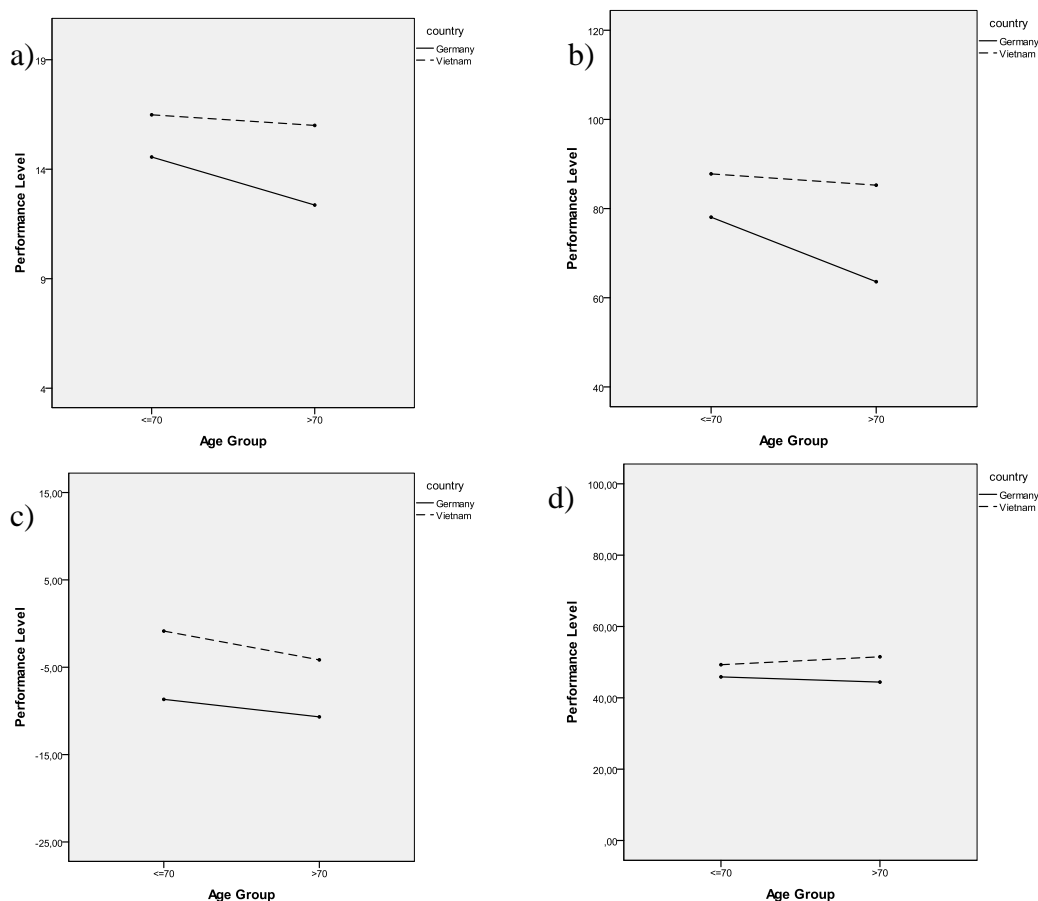 a)
country
Germany
Vietnam
19
14
9
4
Performance Level
<=70
>70
Age Group
b)
country
Germany
Vietnam
120
100
80
60
40
Performance Level
<=70
>70
Age Group
c)
country
Germany
Vietnam
15,00
5,00
-5,00
-15,00
-25,00
Performance Level
<=70
>70
Age Group
d)
country
Germany
Vietnam
100,00
80,00
60,00
40,00
20,00
,00
Performance Level
<=70
>70
Age Group